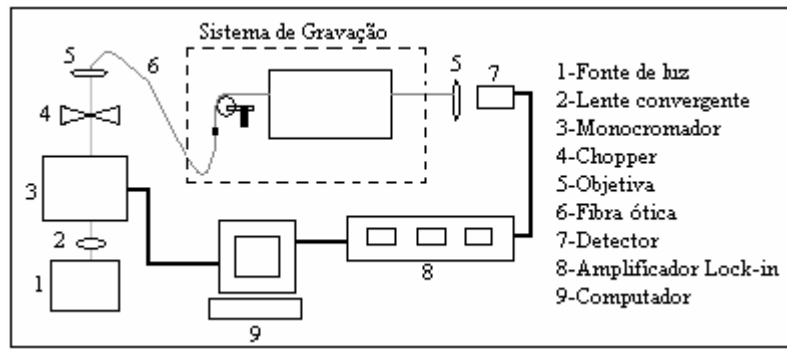 Sistema de Gravação
5
6
5
7
4
3
2
1
8
9
1-Fonte de luz
2-Lente convergente
3-Monocromador
4-Chopper
5-Objetiva
6-Fibra ótica
7-Detector
8-Amplificador Lock-in
9-Computador